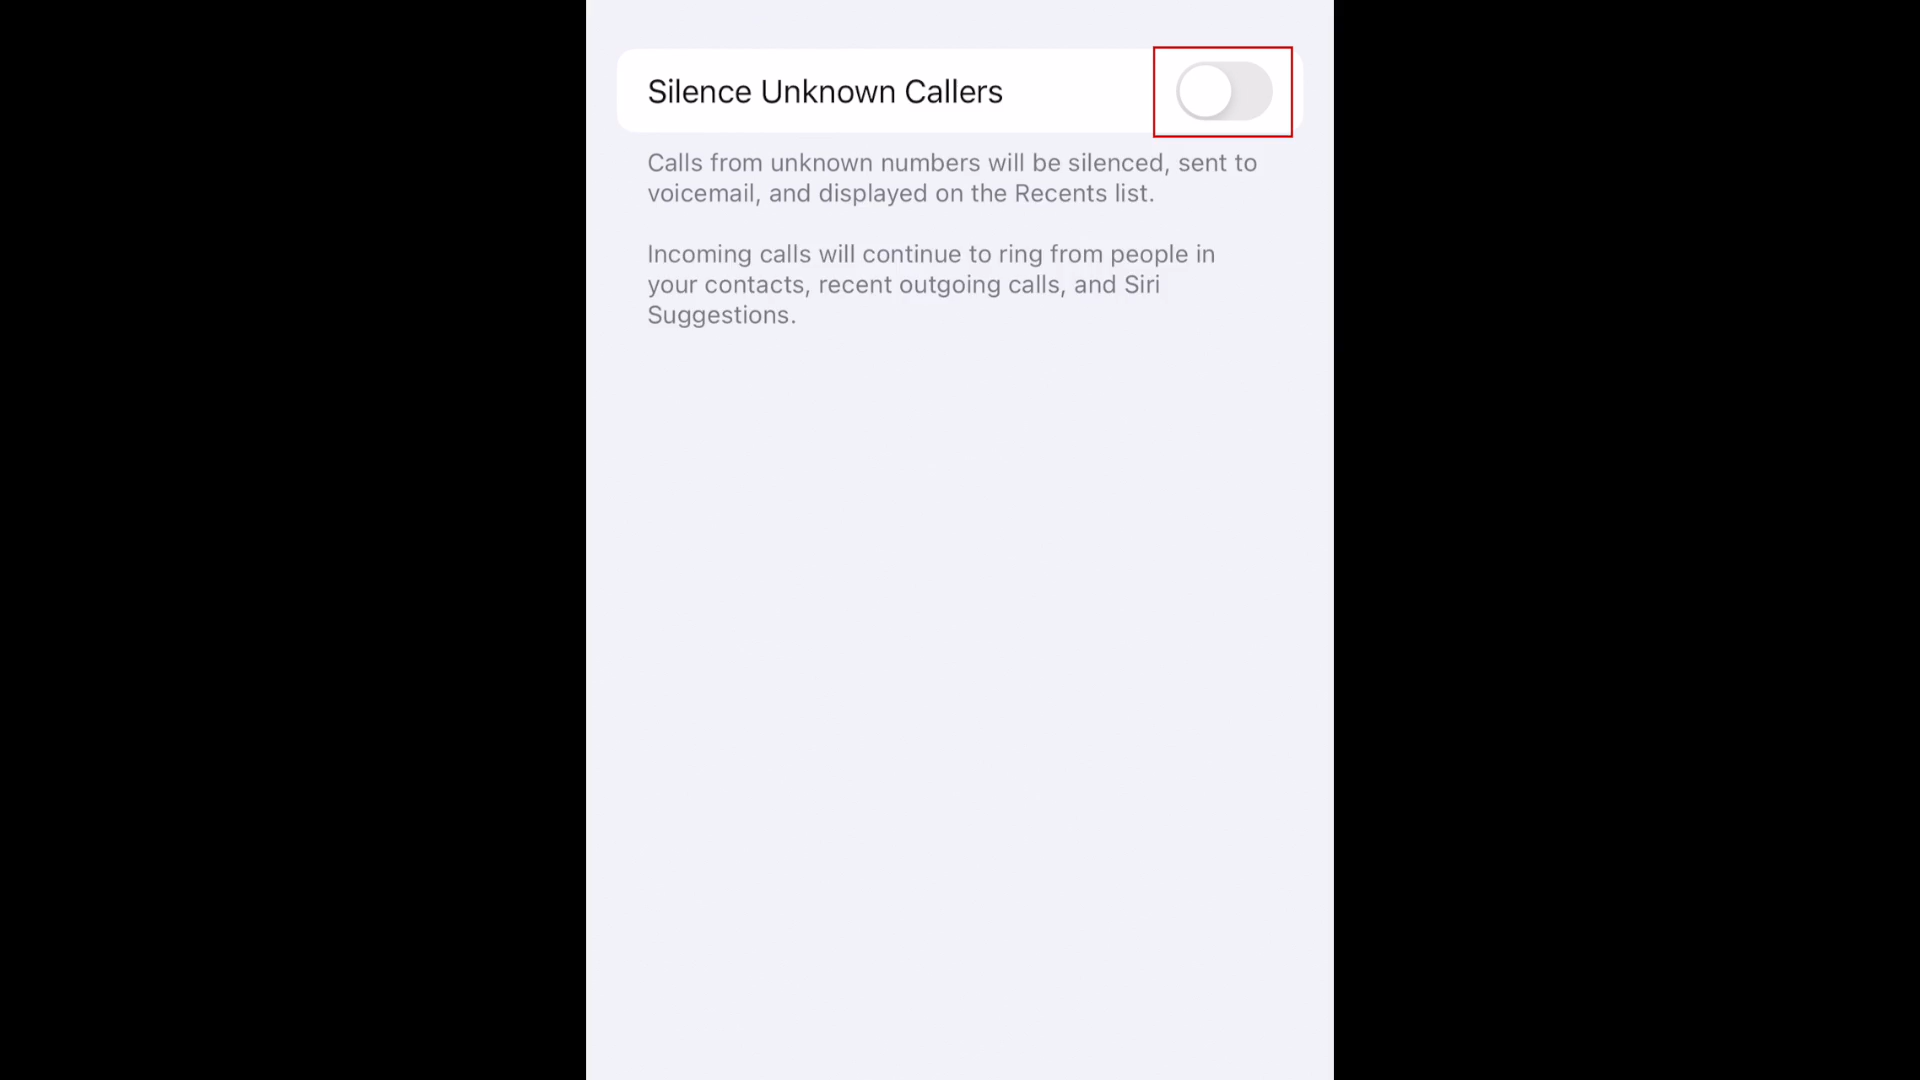 Silence Unknown Callers
Calls from unknown numbers will be silenced, sent to
voicemail, and displayed on the Recents list.
Incoming calls will continue to ring from people in
your contacts, recent outgoing calls, and Siri
Suggestions.